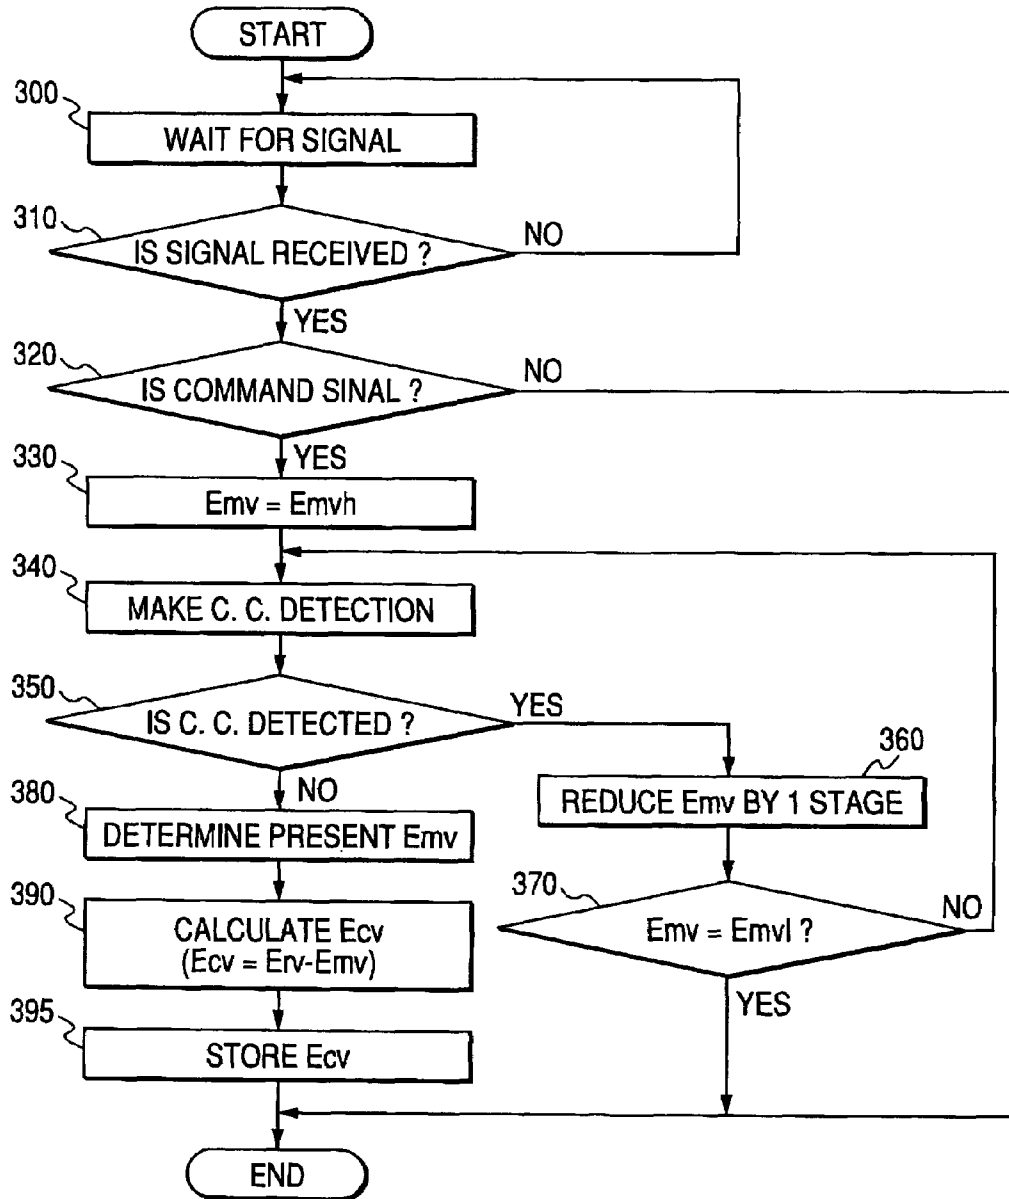 START
300
WAIT FOR SIGNAL
310
IS SIGNAL RECEIVED ?
NO
YES
320
IS COMMAND SINAL ?
NO
YES
330
Emv = Emvh
340
MAKE C. C. DETECTION
350
IS C. C. DETECTED ?
YES
360
REDUCE Emv BY 1 STAGE
NO
380
DETERMINE PRESENT Emv
370
Emv = Emvl ?
NO
YES
390
CALCULATE Ecv
(Ecv = Erv-Emv)
395
STORE Ecv
END